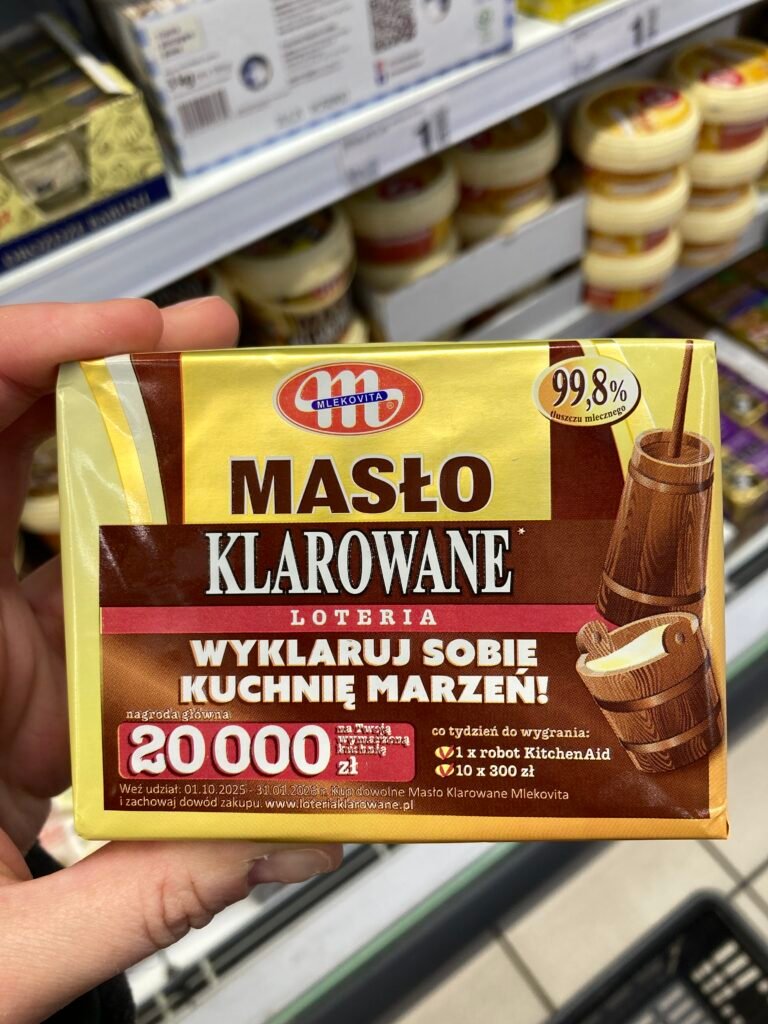 MLEKOVITA
99,8%
tłuszczu mlecznego
MASŁO
KLAROWANE*
LOTERIA
WYKLARUJ SOBIE
KUCHNIĘ MARZEŃ!
nagroda główna
20 000 zł
na Twoją
wymarzoną
kuchnię
co tydzień do wygrania:
1 x robot KitchenAid
10 x 300 zł
Weź udział: 01.10.2025 - 31.01.2026 r. Kup dowolne Masło Klarowane Mlekovita
i zachowaj dowód zakupu. www.loteriaklarowane.pl